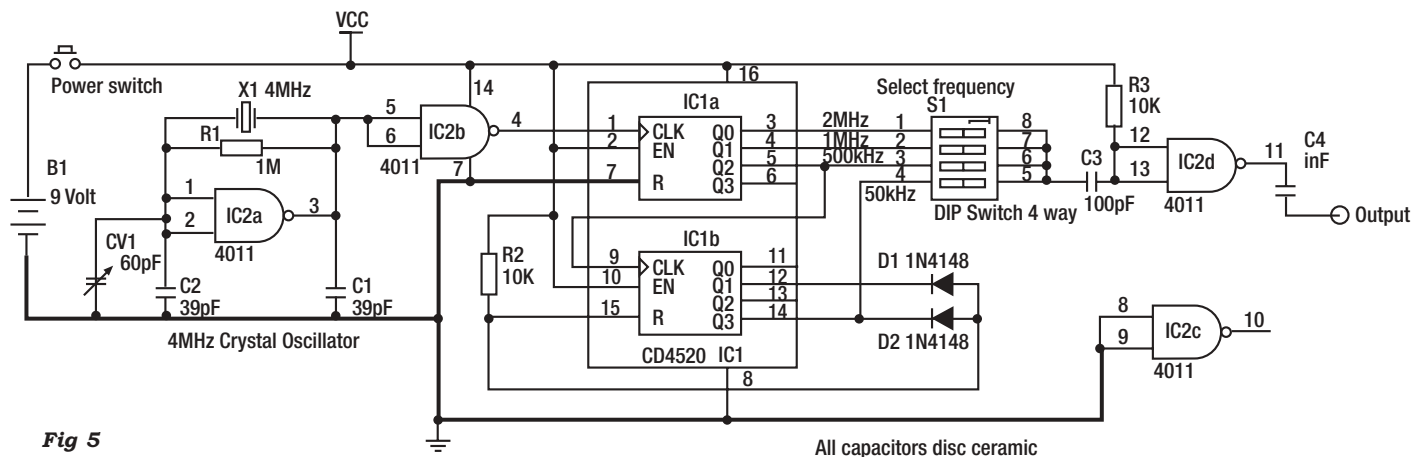 VCC
Power switch
14
16
X1 4MHz
Select frequency
R3
10K
5
IC1a
S1
IC2b
4
1
CLK
Q0
3
2MHz
1
8
12
6
2
EN
Q1
4
1MHz
2
7
R1
Q2
5
500kHz
3
6
C3
13
IC2d
11
C4
inF
1M
4011
7
7
R
Q3
6
4
5
B1
50kHz
100pF
4011
Output
9 Volt
1
DIP Switch 4 way
IC2a
3
2
IC1b
CV1
4011
R2
9
CLK
Q0
11
D1 1N4148
60pF
10K
10
EN
Q1
12
C2
C1
Q2
13
39pF
39pF
15
R
Q3
14
8
10
IC2c
4MHz Crystal Oscillator
9
D2 1N4148
CD4520 IC1
4011
8
Fig 5
All capacitors disc ceramic